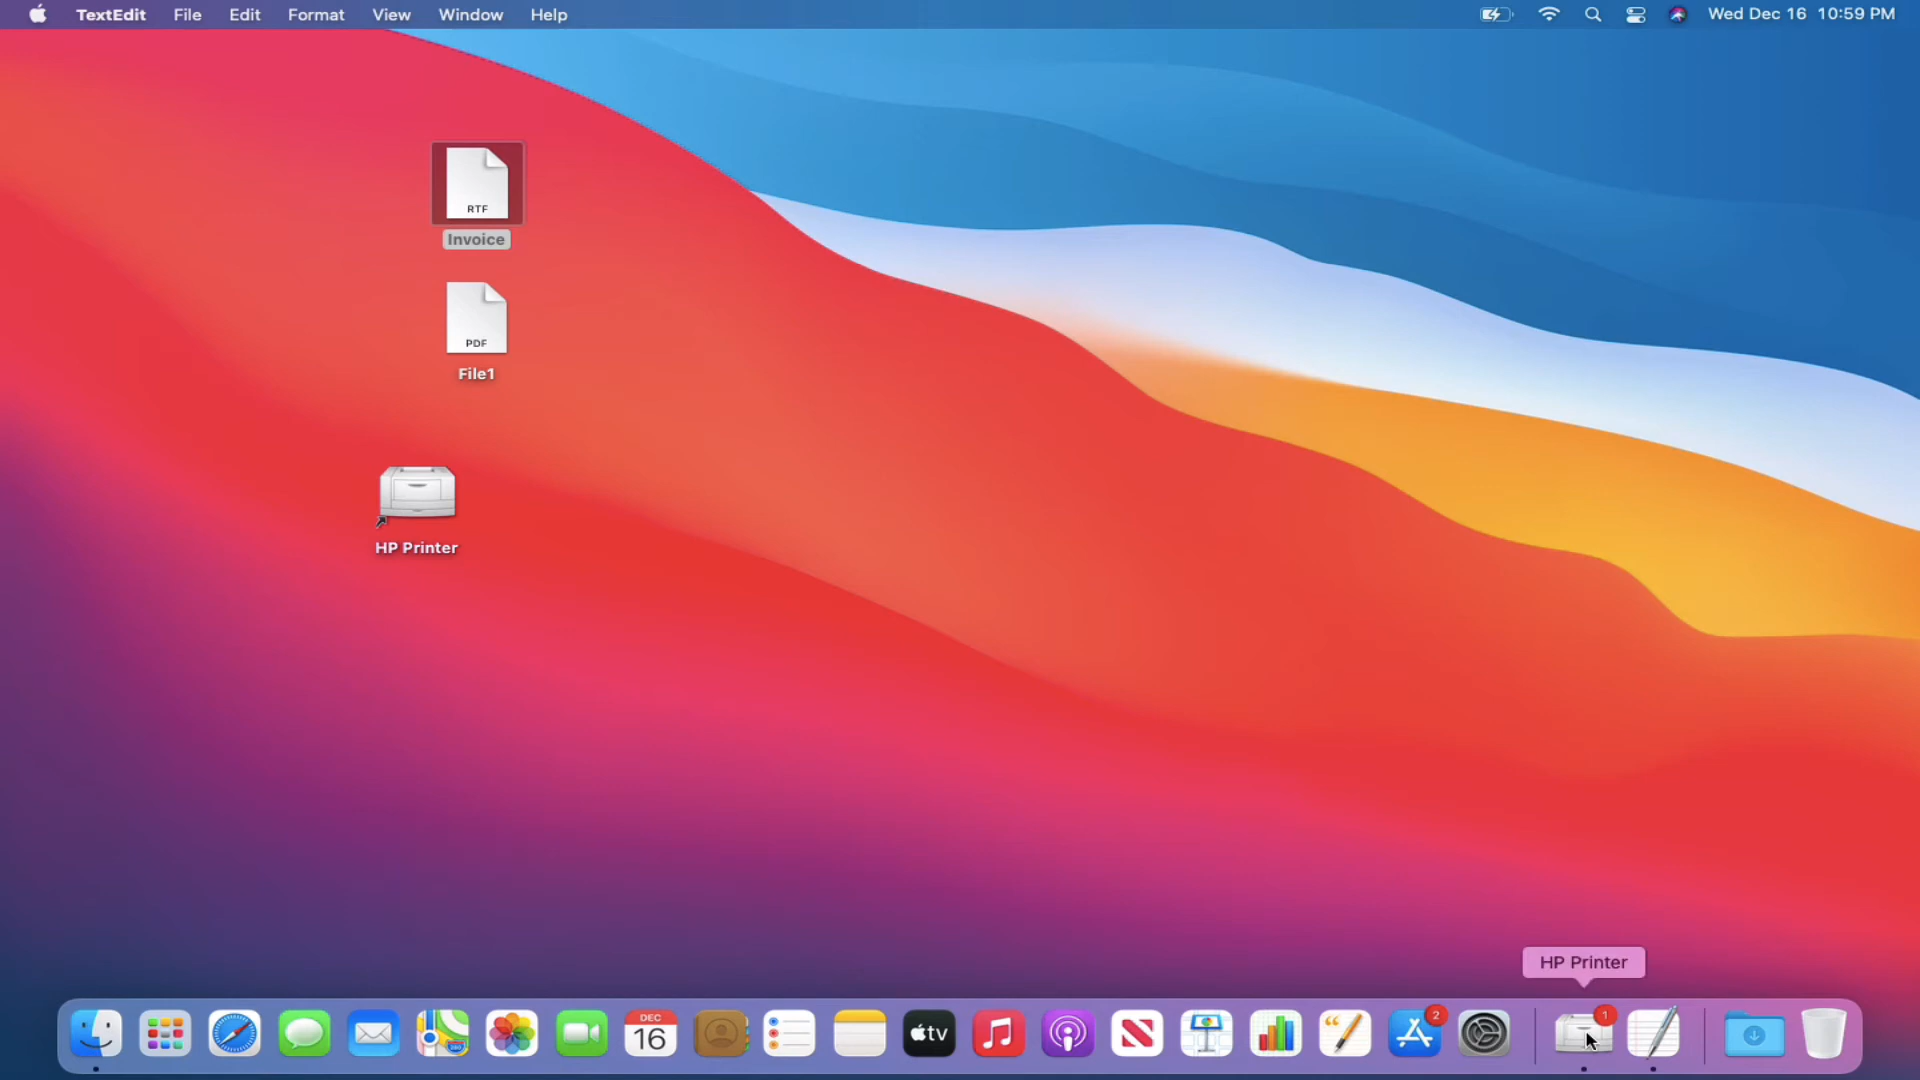 TextEdit File Edit Format View Window Help Wed Dec 16 10:59 PM
RTF
Invoice
PDF
File1
HP Printer
HP Printer
DEC
16
tv
2
1